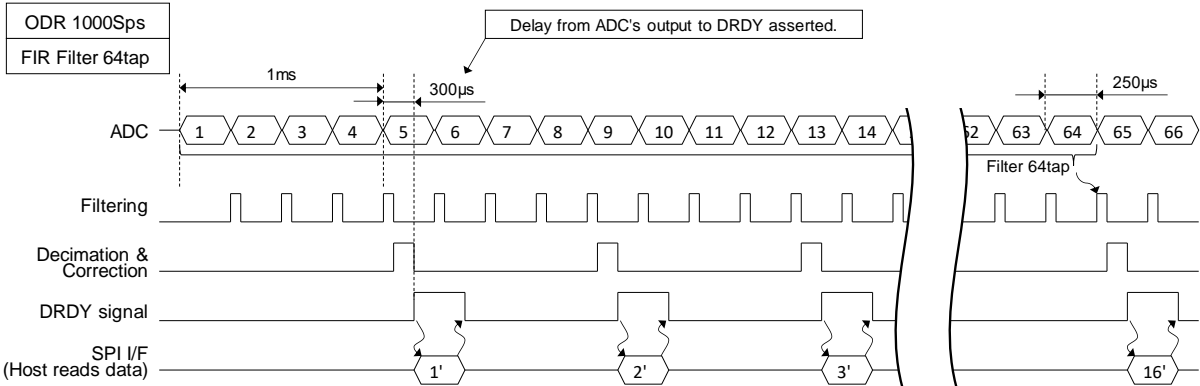 ODR 1000Sps
FIR Filter 64tap
Delay from ADC's output to DRDY asserted.
1ms
300µs
250µs
ADC 1 2 3 4 5 6 7 8 9 10 11 12 13 14 62 63 64 65 66
Filter 64tap
Filtering
Decimation &
Correction
DRDY signal
SPI I/F
(Host reads data) 1' 2' 3' 16'